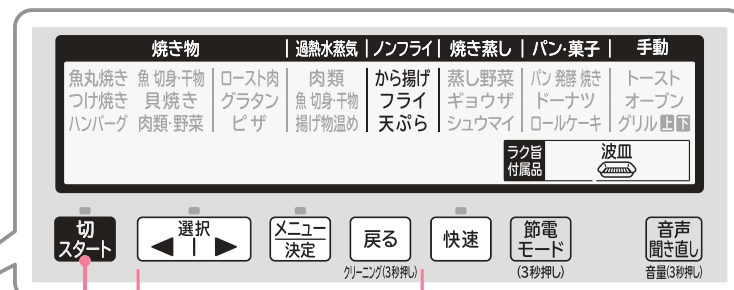 焼き物 過熱水蒸気 ノンフライ 焼き蒸し パン・菓子 手動
魚丸焼き 魚切身・干物 ロースト肉 肉類 から揚げ 蒸し野菜 パン発酵焼き トースト
つけ焼き 貝焼き グラタン 魚切身・干物 フライ ギョウザ ドーナツ オーブン
ハンバーグ 肉類・野菜 ピザ 揚げ物温め 天ぷら シュウマイ ロールケーキ グリル上下
ラク旨 波皿
付属品
切 選択 メニュー 戻る 快速 節電 音声
スタート 決定 モード 聞き直し
クリーニング(3秒押し) (3秒押し) 音量(3秒押し)